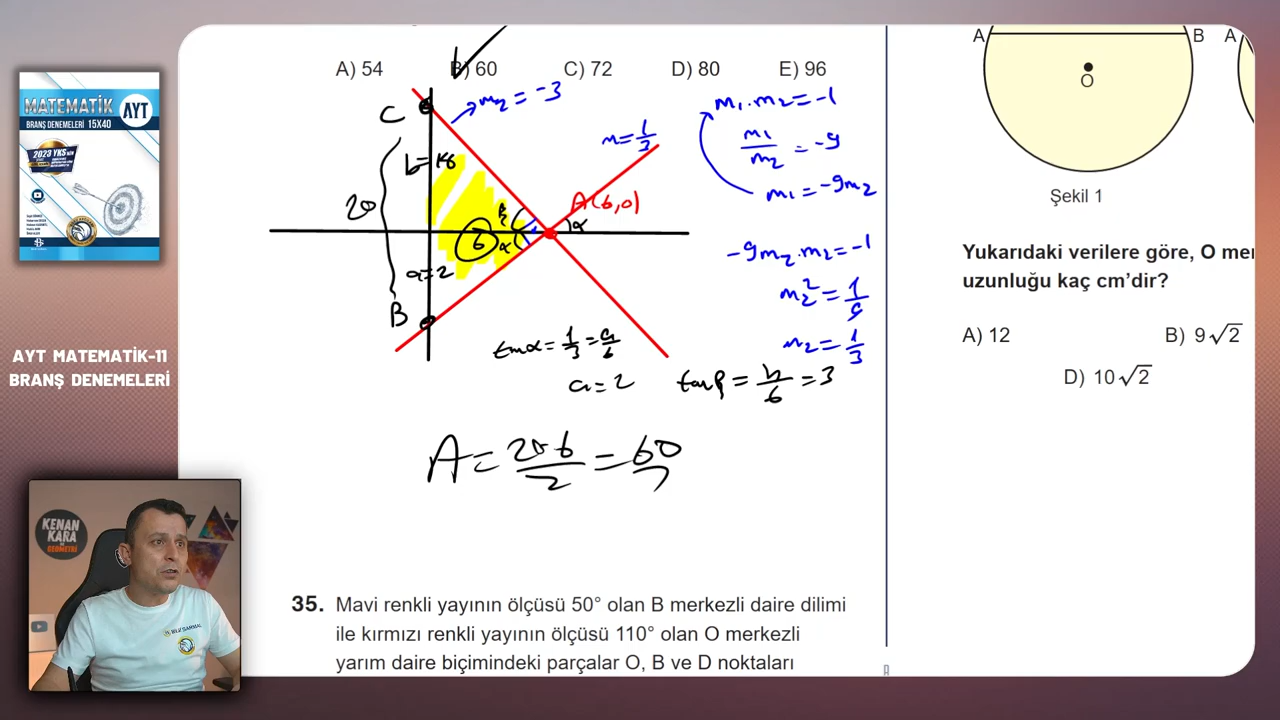 MATEMATİK AYT
BRANŞ DENEMELERİ 15X40
2023 YKS'NİN
AYT MATEMATİK-11
BRANŞ DENEMELERİ
KENAN
KARA
GEOMETRİ
A) 54 B) 60 C) 72 D) 80 E) 96
C
m2 = -3
b=18
20
6
β
α
a=2
B
n=1/3
A(6,0)
α
tanα=1/3=a/6
a=2
tanβ=b/6=3
m1.m2=-1
m1/m2=-9
m1=-9m2
-9m2.m2=-1
m2²=1/9
m2=1/3
A=20.6/2=60
35. Mavi renkli yayının ölçüsü 50° olan B merkezli daire dilimi
ile kırmızı renkli yayının ölçüsü 110° olan O merkezli
yarım daire biçimindeki parçalar O, B ve D noktaları
A B A
O
Şekil 1
Yukarıdaki verilere göre, O mer
uzunluğu kaç cm'dir?
A) 12 B) 9√2
D) 10√2